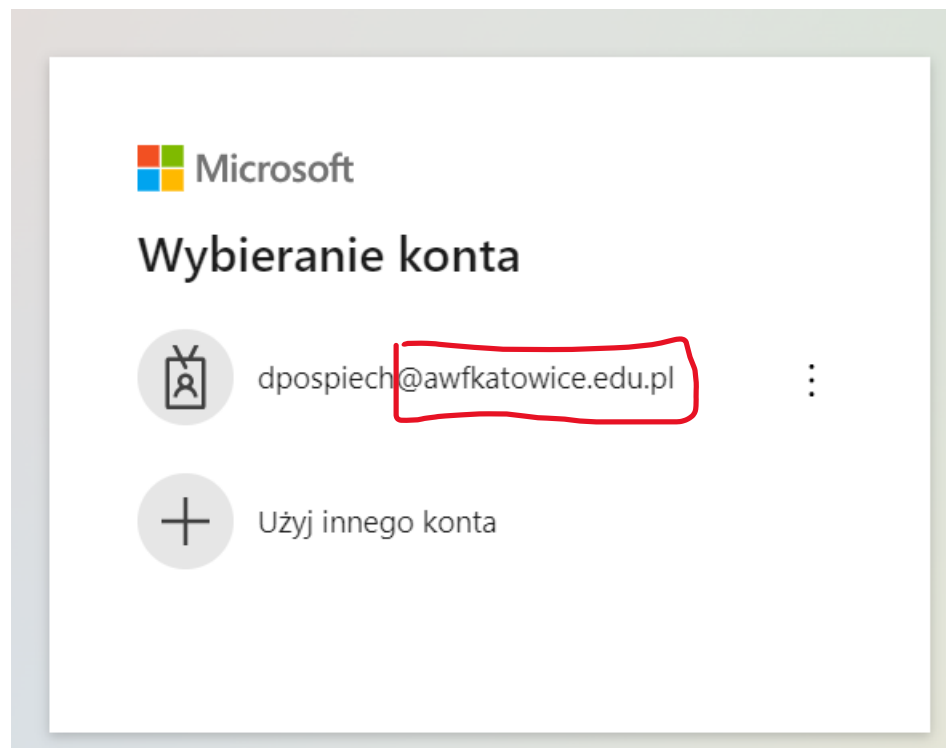 Microsoft
Wybieranie konta
dpospiech@awfkatowice.edu.pl
Użyj innego konta